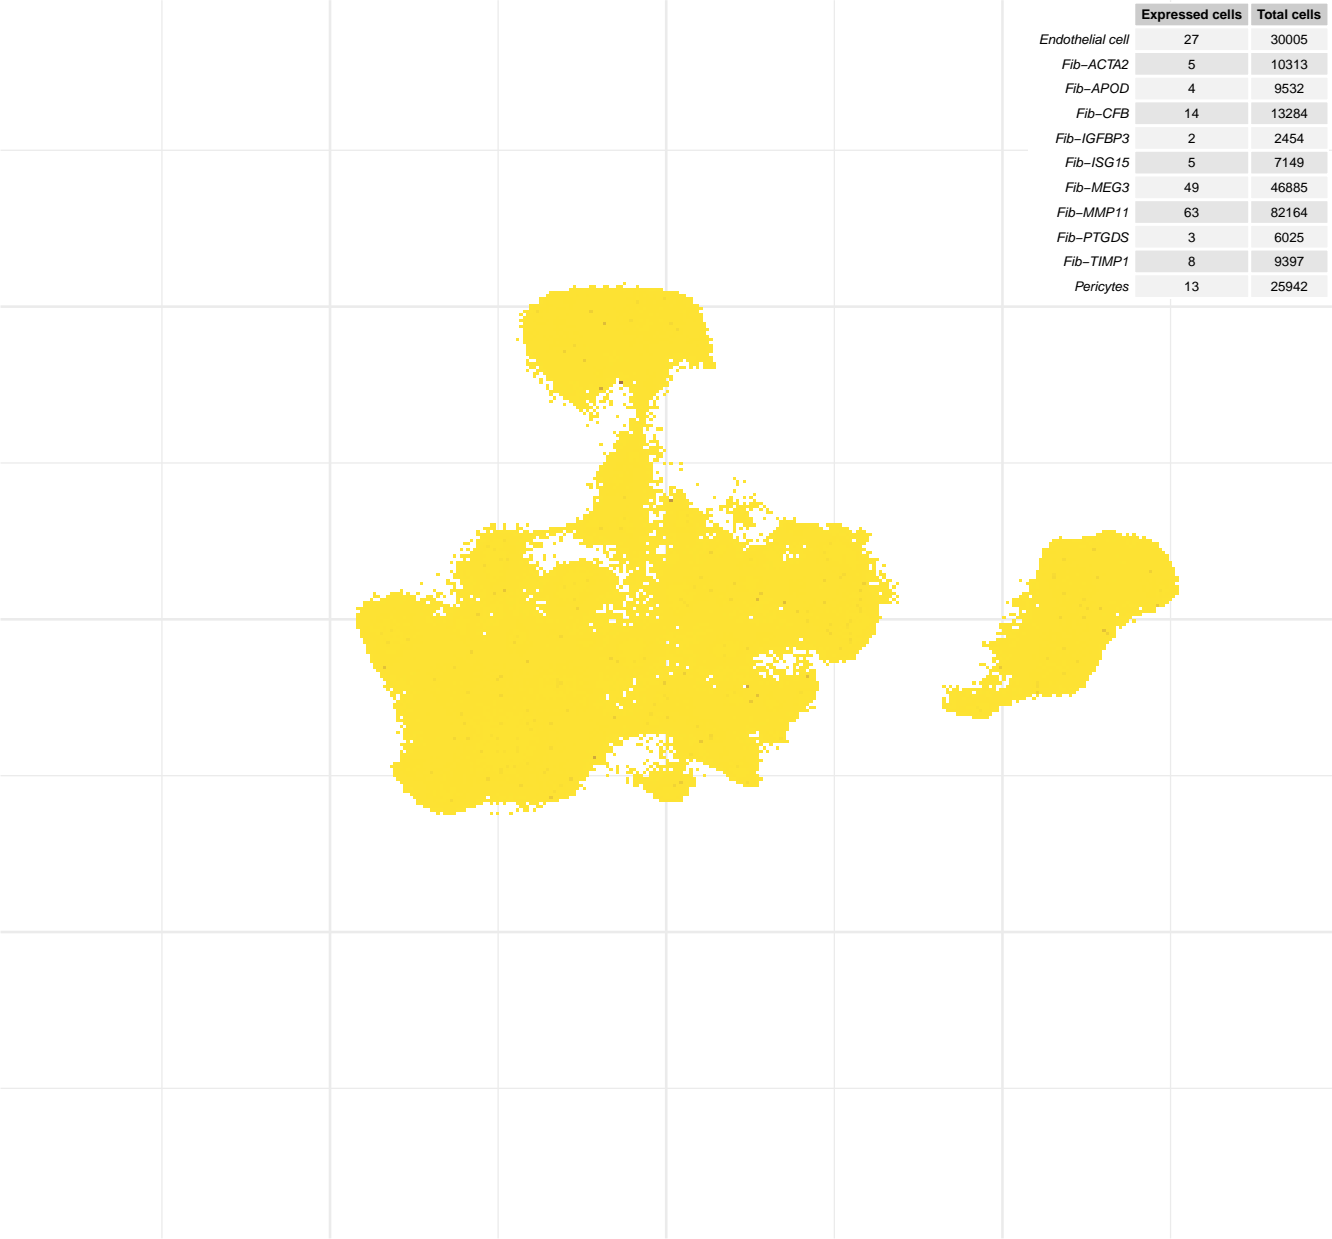 Expressed cells Total cells
Endothelial cell 27 30005
Fib−ACTA2 5 10313
Fib−APOD 4 9532
Fib−CFB 14 13284
Fib−IGFBP3 2 2454
Fib−ISG15 5 7149
Fib−MEG3 49 46885
Fib−MMP11 63 82164
Fib−PTGDS 3 6025
Fib−TIMP1 8 9397
Pericytes 13 25942